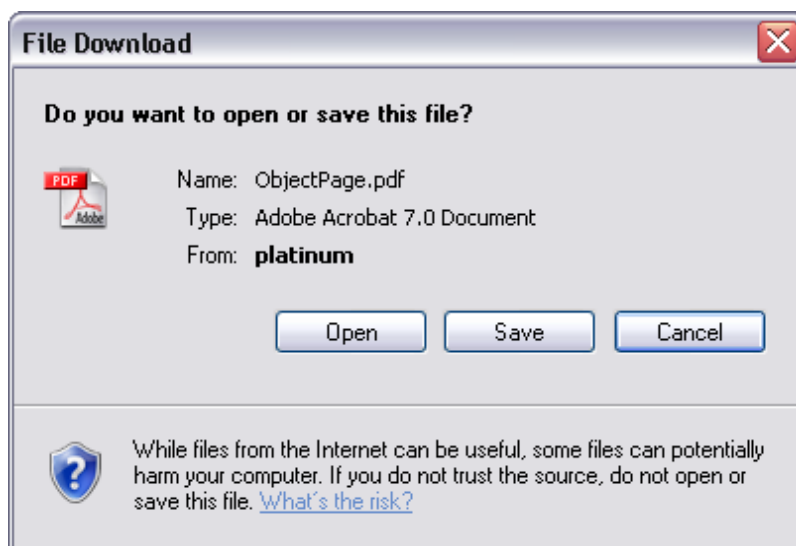 File Download
Do you want to open or save this file?
PDF
Adobe
Name: ObjectPage.pdf
Type: Adobe Acrobat 7.0 Document
From: platinum
Open Save Cancel
While files from the Internet can be useful, some files can potentially
harm your computer. If you do not trust the source, do not open or
save this file. What's the risk?